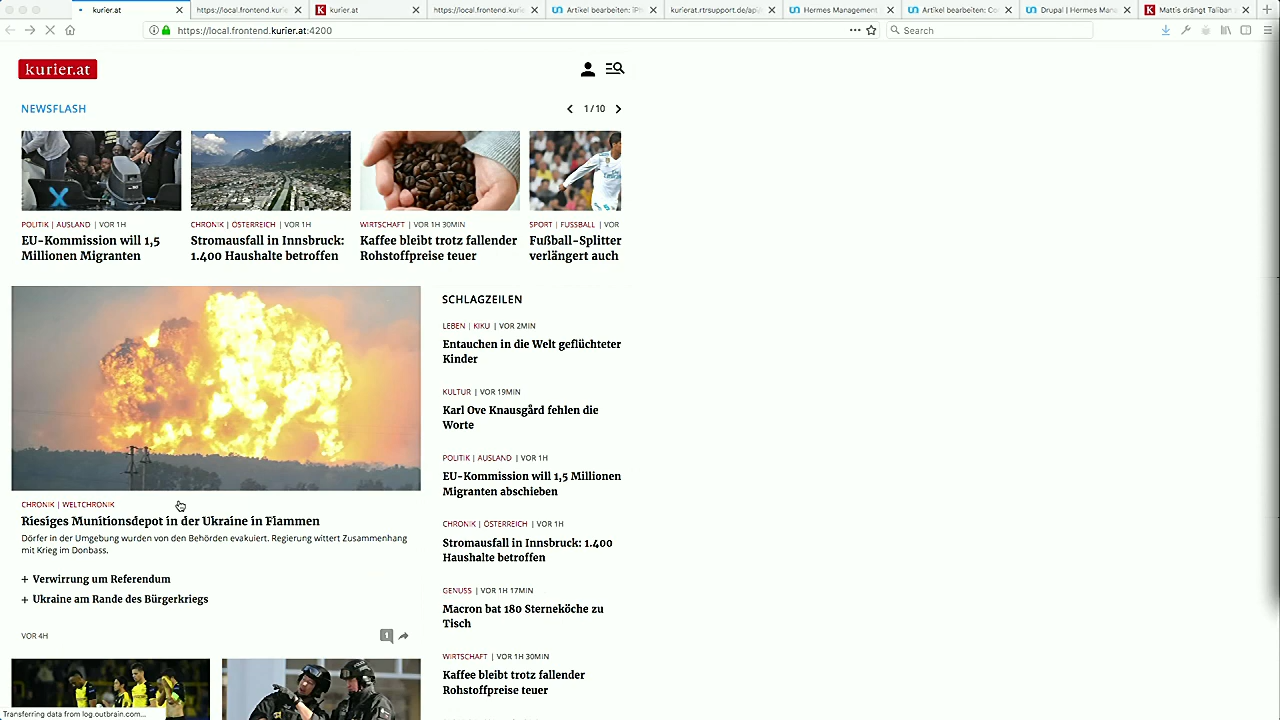 kurier.at
https://local.frontend.kurie
kurier.at
https://local.frontend.kurie
Artikel bearbeiten: iPh
kurierat.rtrsupport.de/apie
Hermes Management
Artikel bearbeiten: Co
Drupal | Hermes Mana
Mattis drängt Taliban
https://local.frontend.kurier.at:4200
Search
kurier.at
NEWSFLASH
1 / 10
POLITIK | AUSLAND | VOR 1H
EU-Kommission will 1,5
Millionen Migranten
CHRONIK | ÖSTERREICH | VOR 1H
Stromausfall in Innsbruck:
1.400 Haushalte betroffen
WIRTSCHAFT | VOR 1H 30MIN
Kaffee bleibt trotz fallender
Rohstoffpreise teuer
SPORT | FUSSBALL | VOR
Fußball-Splitter
verlängert auch
CHRONIK | WELTCHRONIK
Riesiges Munitionsdepot in der Ukraine in Flammen
Dörfer in der Umgebung wurden von den Behörden evakuiert. Regierung wittert Zusammenhang
mit Krieg im Donbass.
+ Verwirrung um Referendum
+ Ukraine am Rande des Bürgerkriegs
VOR 4H
1
SCHLAGZEILEN
LEBEN | KIKU | VOR 2MIN
Entauchen in die Welt geflüchteter
Kinder
KULTUR | VOR 19MIN
Karl Ove Knausgård fehlen die
Worte
POLITIK | AUSLAND | VOR 1H
EU-Kommission will 1,5 Millionen
Migranten abschieben
CHRONIK | ÖSTERREICH | VOR 1H
Stromausfall in Innsbruck: 1.400
Haushalte betroffen
GENUSS | VOR 1H 17MIN
Macron bat 180 Sterneköche zu
Tisch
WIRTSCHAFT | VOR 1H 30MIN
Kaffee bleibt trotz fallender
Rohstoffpreise teuer
Transferring data from log.outbrain.com...